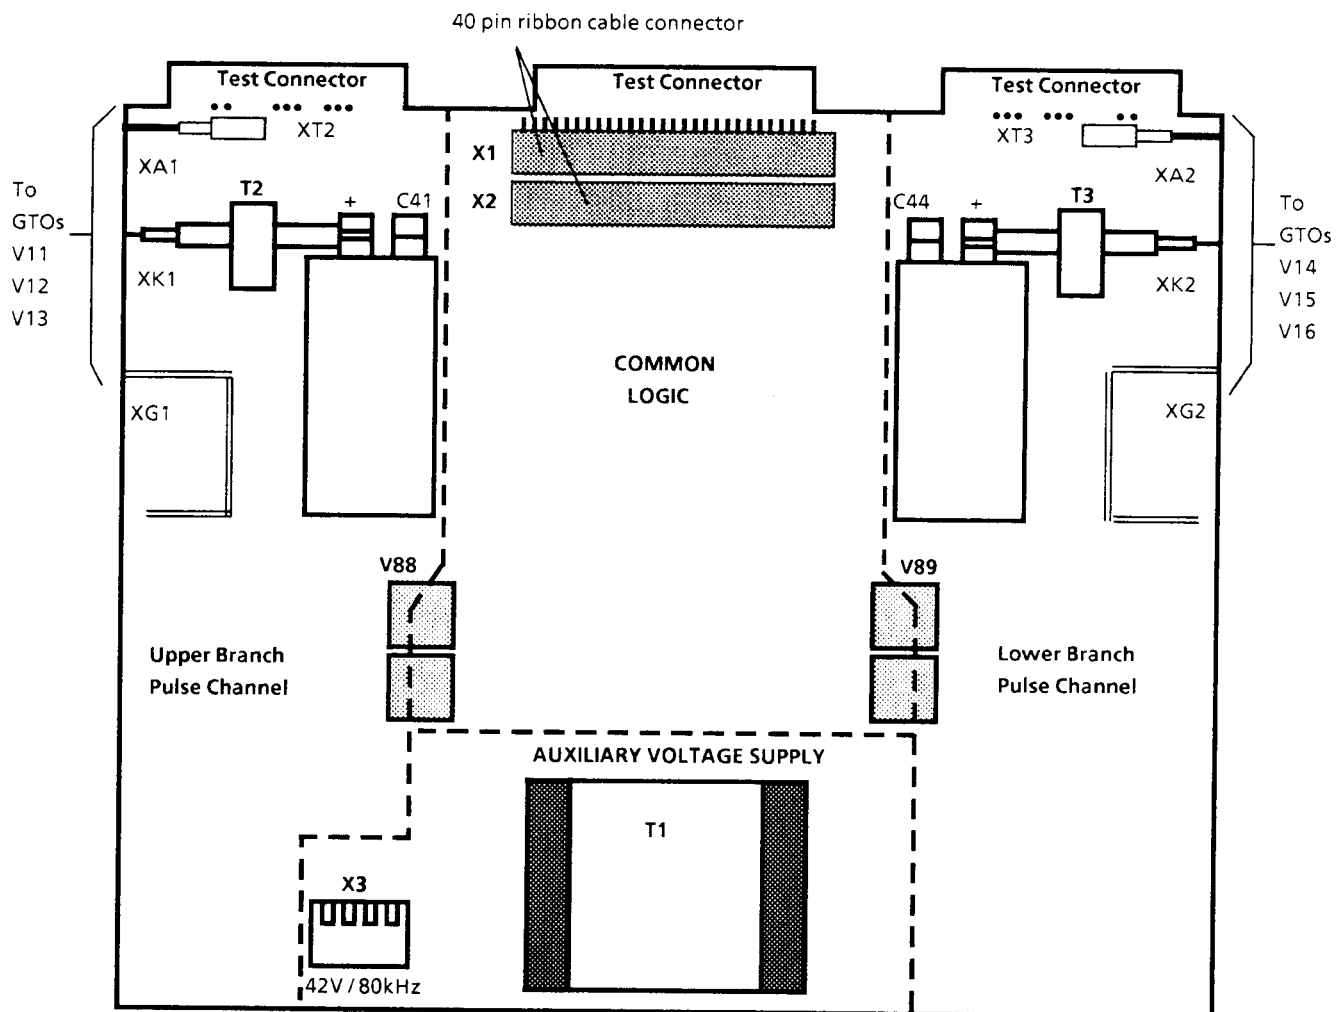 40 pin ribbon cable connector
Test Connector
Test Connector
Test Connector
XT2
XT3
XA1
X1
XA2
To
GTOs
V11
V12
V13
T2
+
C41
X2
C44
+
T3
To
GTOs
V14
V15
V16
XK1
XK2
COMMON
LOGIC
XG1
XG2
V88
V89
Upper Branch
Pulse Channel
Lower Branch
Pulse Channel
AUXILIARY VOLTAGE SUPPLY
T1
X3
42V / 80kHz